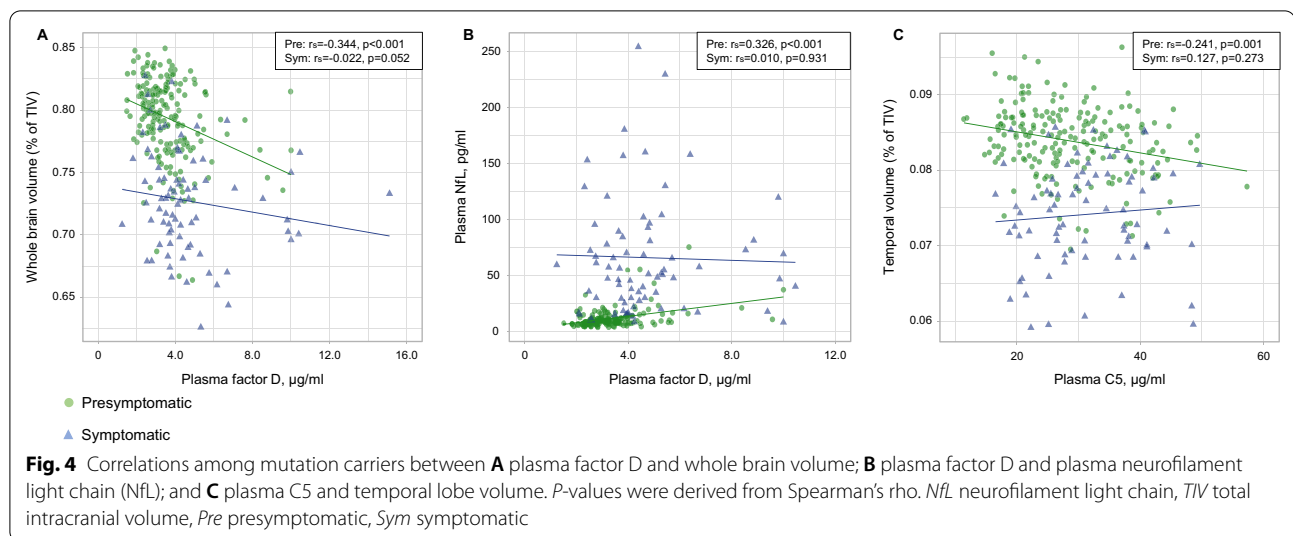 A
Pre: rs=-0.344, p<0.001
Sym: rs=-0.022, p=0.052
0.85
0.80
0.75
0.70
0.65
Whole brain volume (% of TIV)
0
4.0
8.0
12.0
16.0
Plasma factor D, µg/ml
B
Pre: rs=0.326, p<0.001
Sym: rs=0.010, p=0.931
250
200
150
100
50
0
Plasma NfL, pg/ml
0
4.0
8.0
12.0
Plasma factor D, µg/ml
C
Pre: rs=-0.241, p=0.001
Sym: rs=0.127, p=0.273
0.09
0.08
0.07
0.06
Temporal volume (% of TIV)
20
40
60
Plasma C5, µg/ml
Presymptomatic
Symptomatic
Fig. 4 Correlations among mutation carriers between A plasma factor D and whole brain volume; B plasma factor D and plasma neurofilament
light chain (NfL); and C plasma C5 and temporal lobe volume. P-values were derived from Spearman's rho. NfL neurofilament light chain, TIV total
intracranial volume, Pre presymptomatic, Sym symptomatic